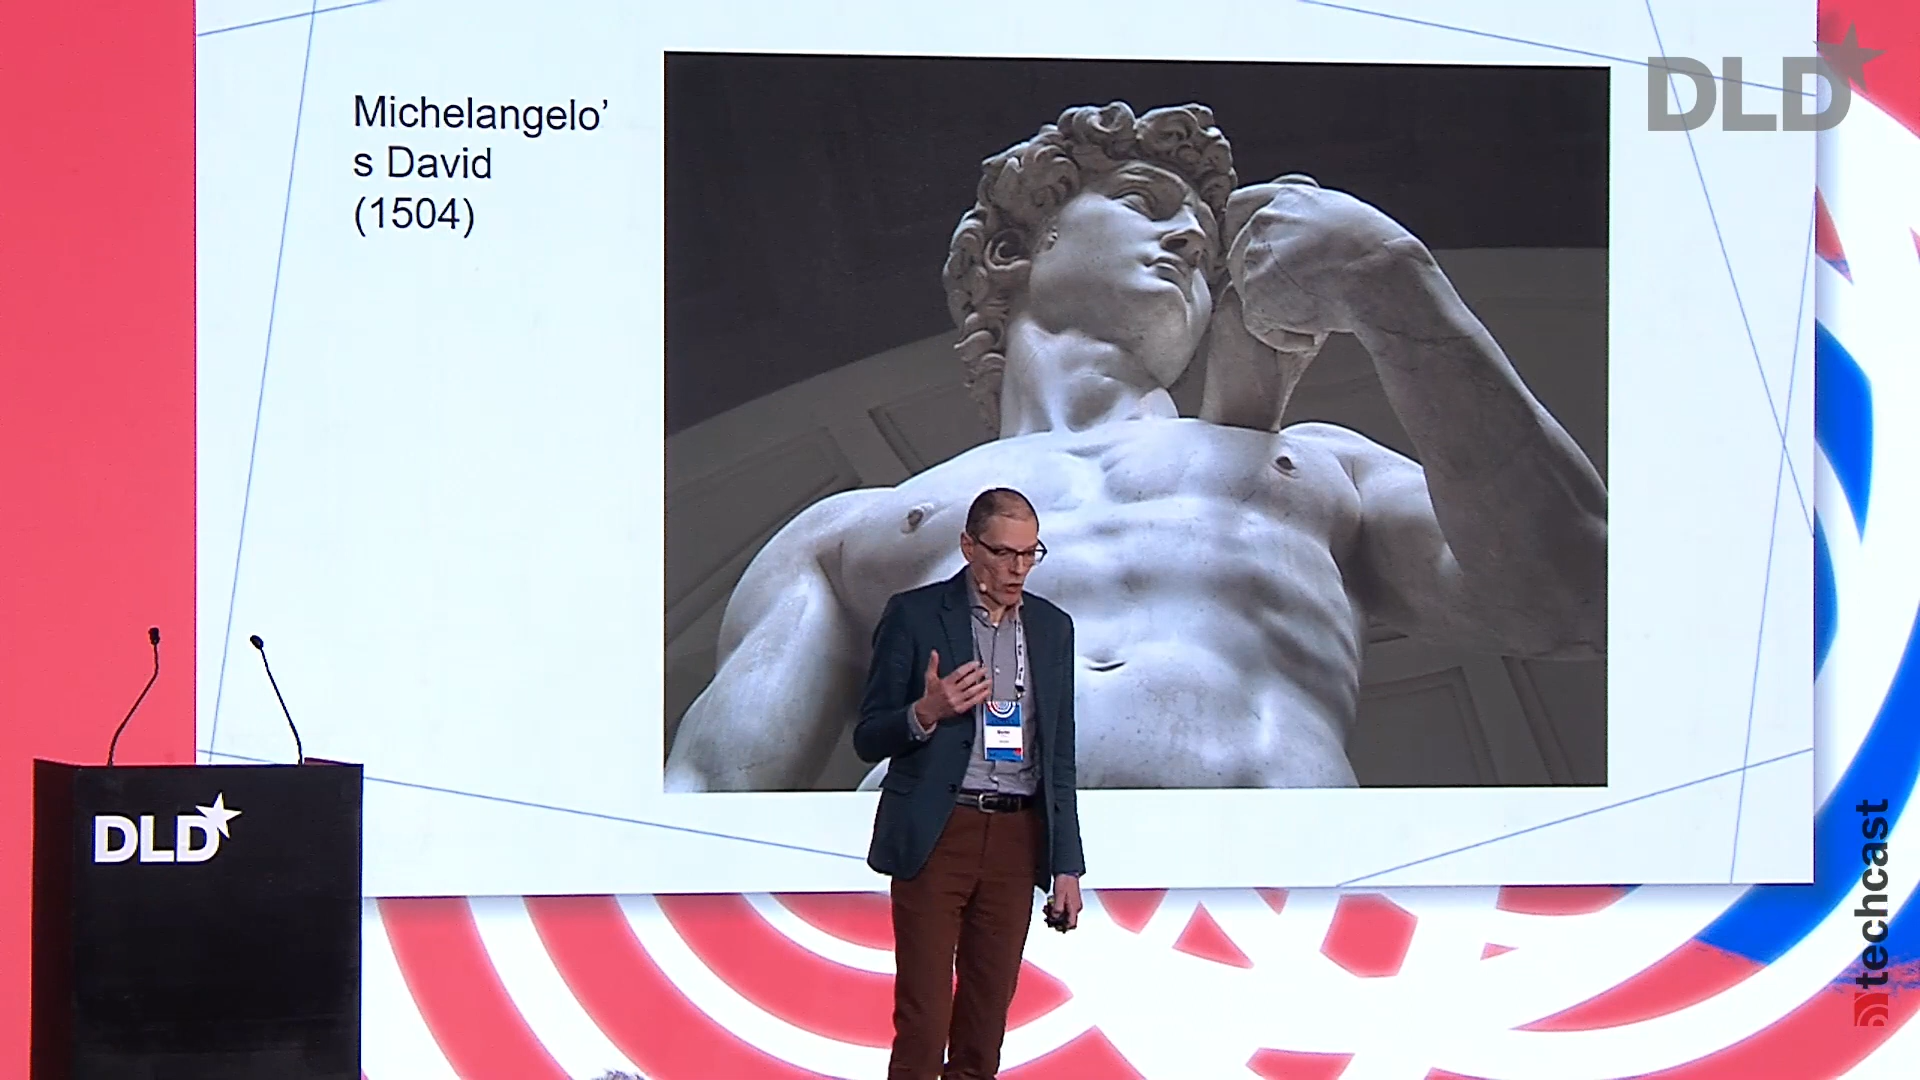 Michelangelo’
s David
(1504)
DLD
DLD
techcast